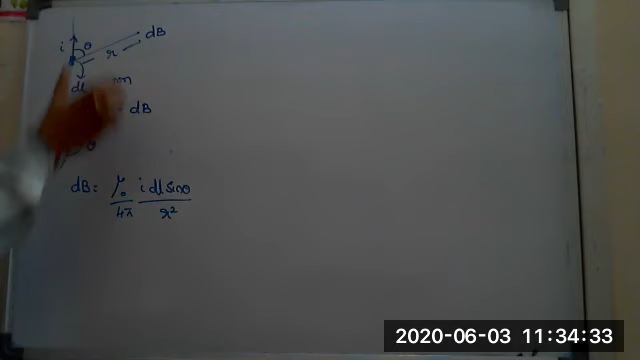 i θ dB
r
dl m
dB
θ
dB = μ₀/4π i dl sinθ/r²
2020-06-03 11:34:33